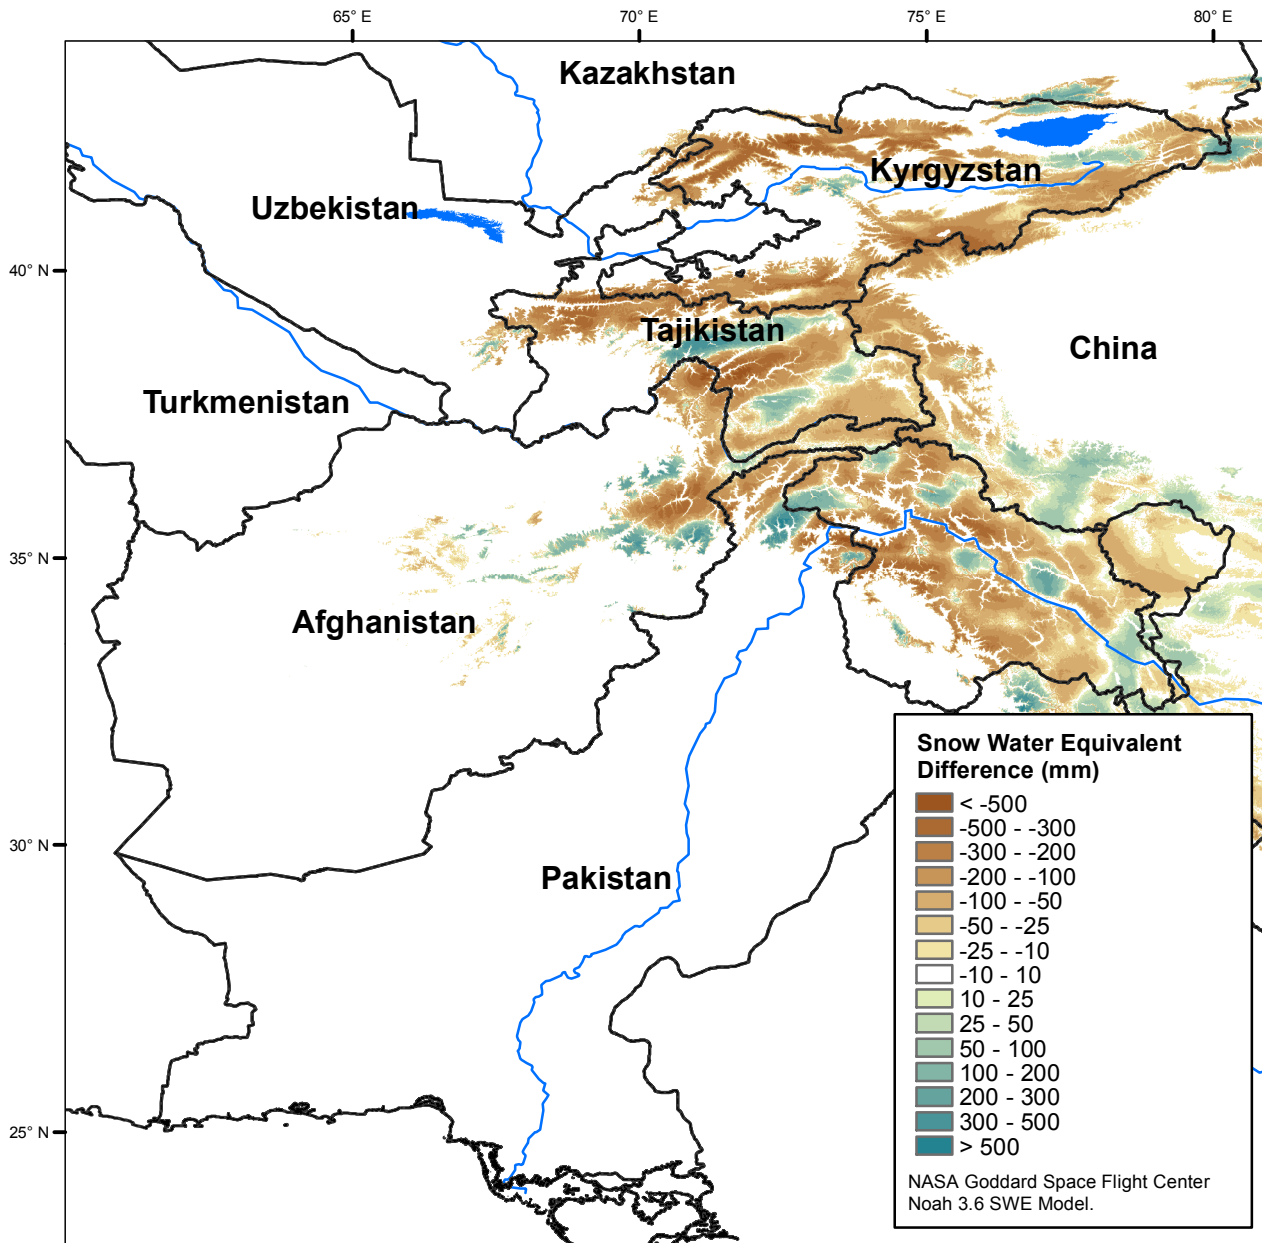 65° E
70° E
75° E
80° E
Kazakhstan
Kyrgyzstan
Uzbekistan
40° N
Tajikistan
China
Turkmenistan
35° N
Afghanistan
30° N
Pakistan
25° N
Snow Water Equivalent
Difference (mm)
< -500
-500 - -300
-300 - -200
-200 - -100
-100 - -50
-50 - -25
-25 - -10
-10 - 10
10 - 25
25 - 50
50 - 100
100 - 200
200 - 300
300 - 500
> 500
NASA Goddard Space Flight Center
Noah 3.6 SWE Model.